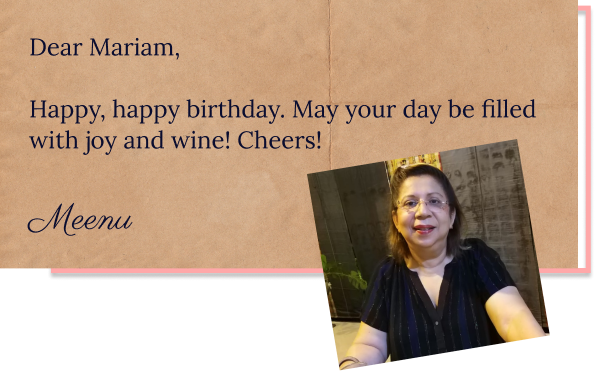 Dear Mariam,
Happy, happy birthday. May your day be filled
with joy and wine! Cheers!
Meenu